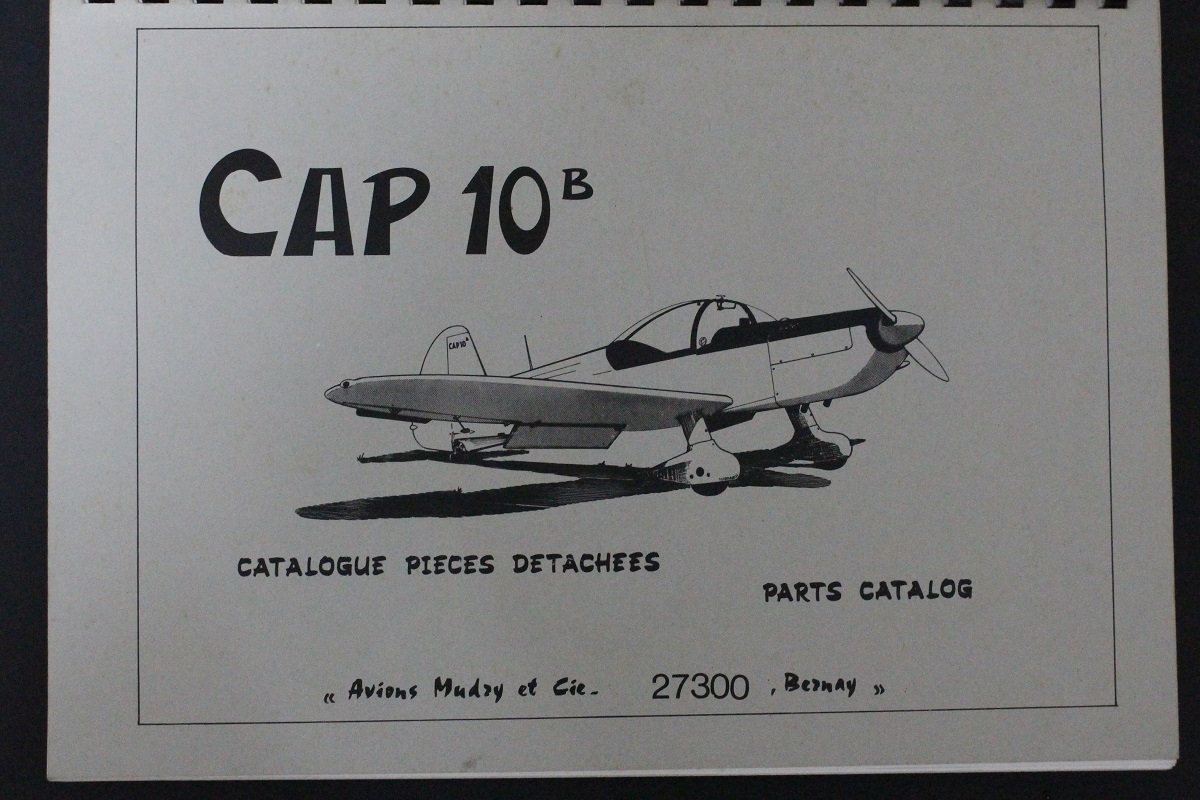 CAP 10B
CAP 10B
CATALOGUE PIECES DETACHEES
PARTS CATALOG
« Avions Mudry et Cie - 27300, Bernay »